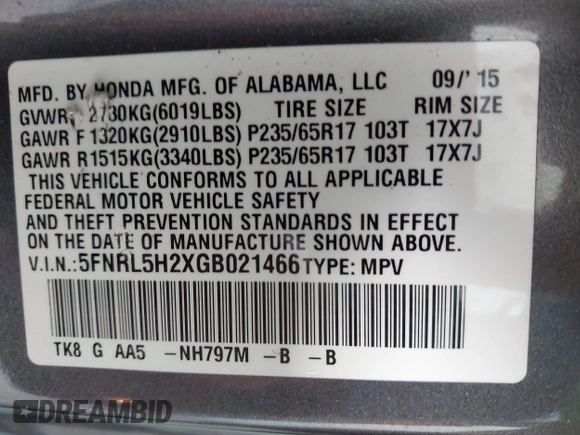 MFD. BY HONDA MFG. OF ALABAMA, LLC 09/'15
GVWR 2730KG(6019LBS) TIRE SIZE RIM SIZE
GAWR F 1320KG(2910LBS) P235/65R17 103T 17X7J
GAWR R1515KG(3340LBS) P235/65R17 103T 17X7J
THIS VEHICLE CONFORMS TO ALL APPLICABLE
FEDERAL MOTOR VEHICLE SAFETY
AND THEFT PREVENTION STANDARDS IN EFFECT
ON THE DATE OF MANUFACTURE SHOWN ABOVE.
V.I.N.:5FNRL5H2XGB021466TYPE: MPV
TK8 G AA5 -NH797M -B -B
DREAMBID